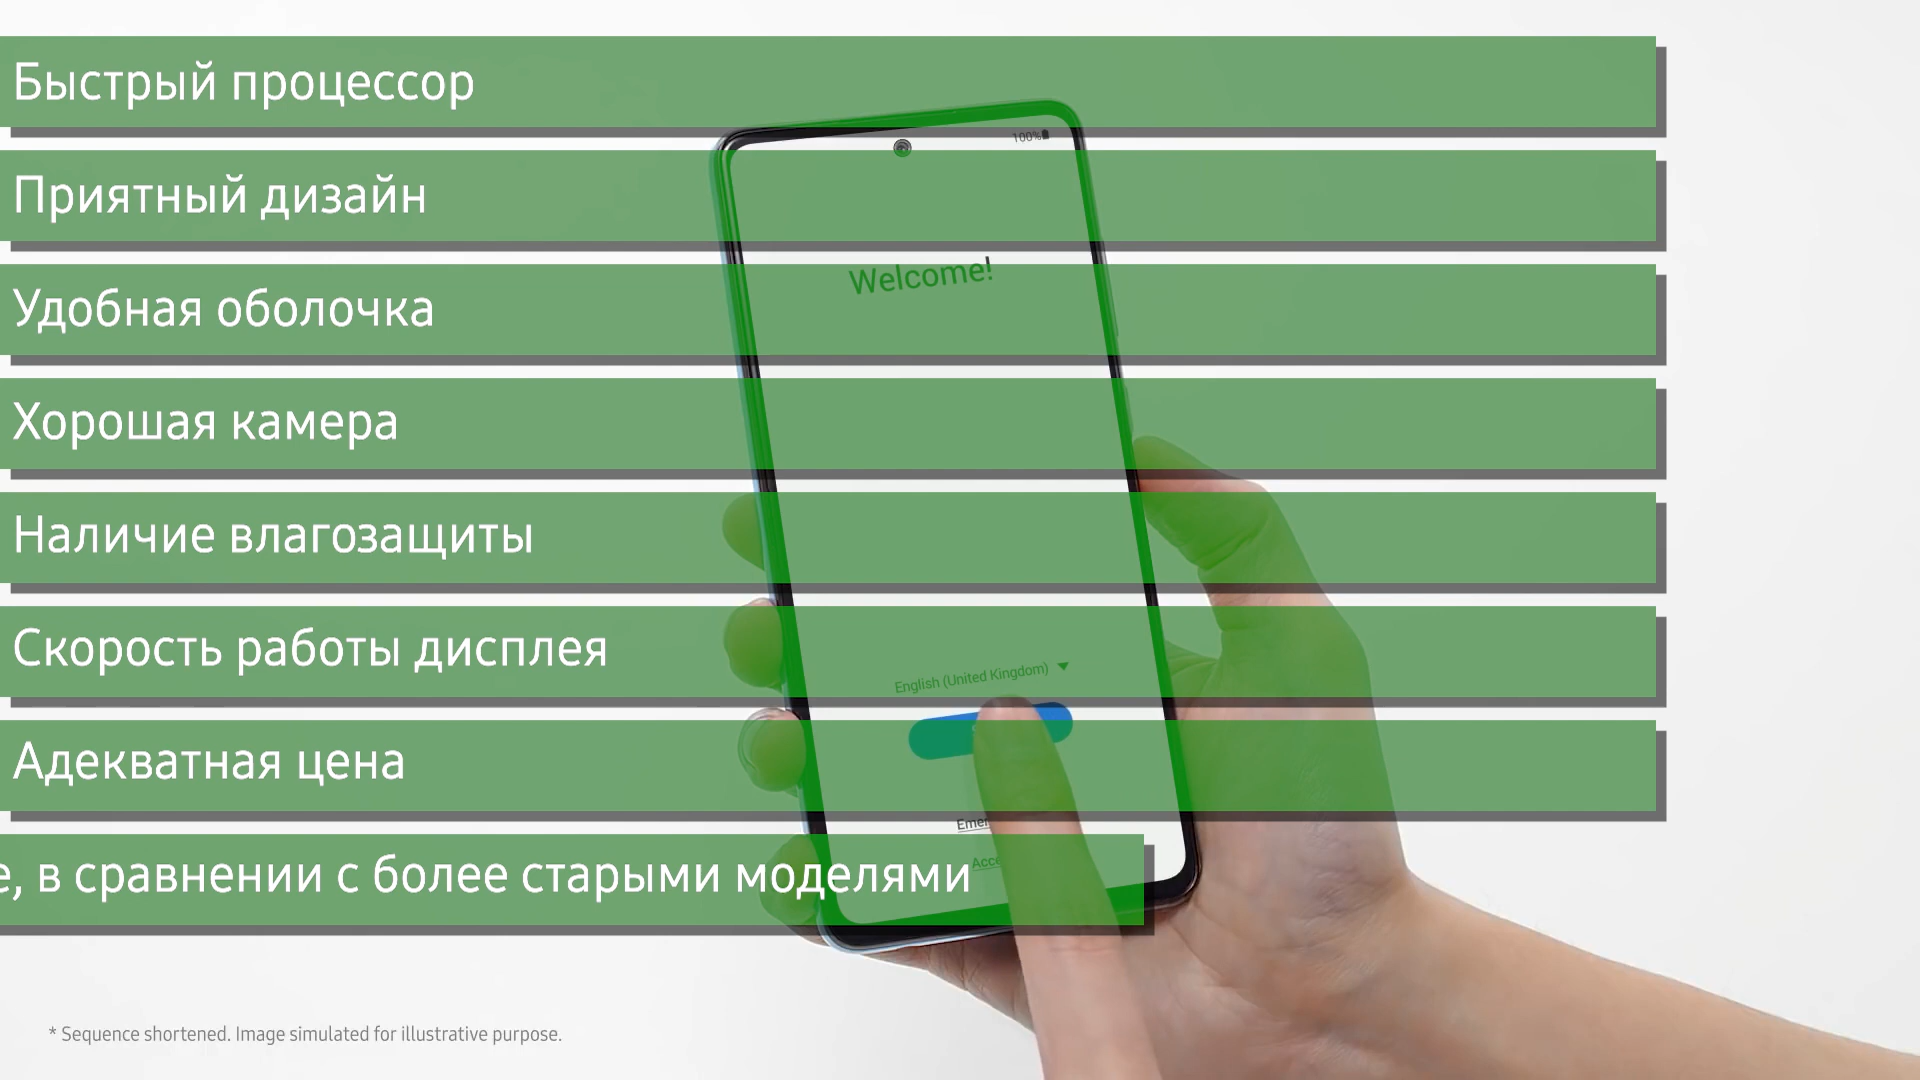 Быстрый процессор
100%
Приятный дизайн
Welcome!
Удобная оболочка
Хорошая камера
Наличие влагозащиты
Скорость работы дисплея
English (United Kingdom)
Адекватная цена
в сравнении с более старыми моделями
* Sequence shortened. Image simulated for illustrative purpose.